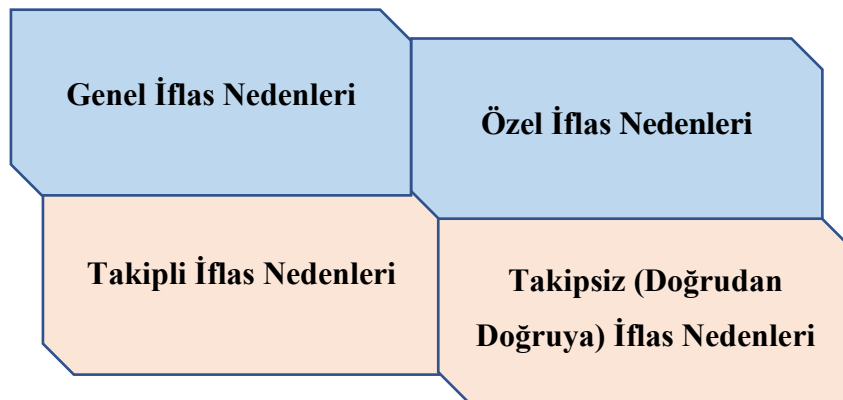 Genel İflas Nedenleri
Özel İflas Nedenleri
Takipli İflas Nedenleri
Takipsiz (Doğrudan
Doğruya) İflas Nedenleri